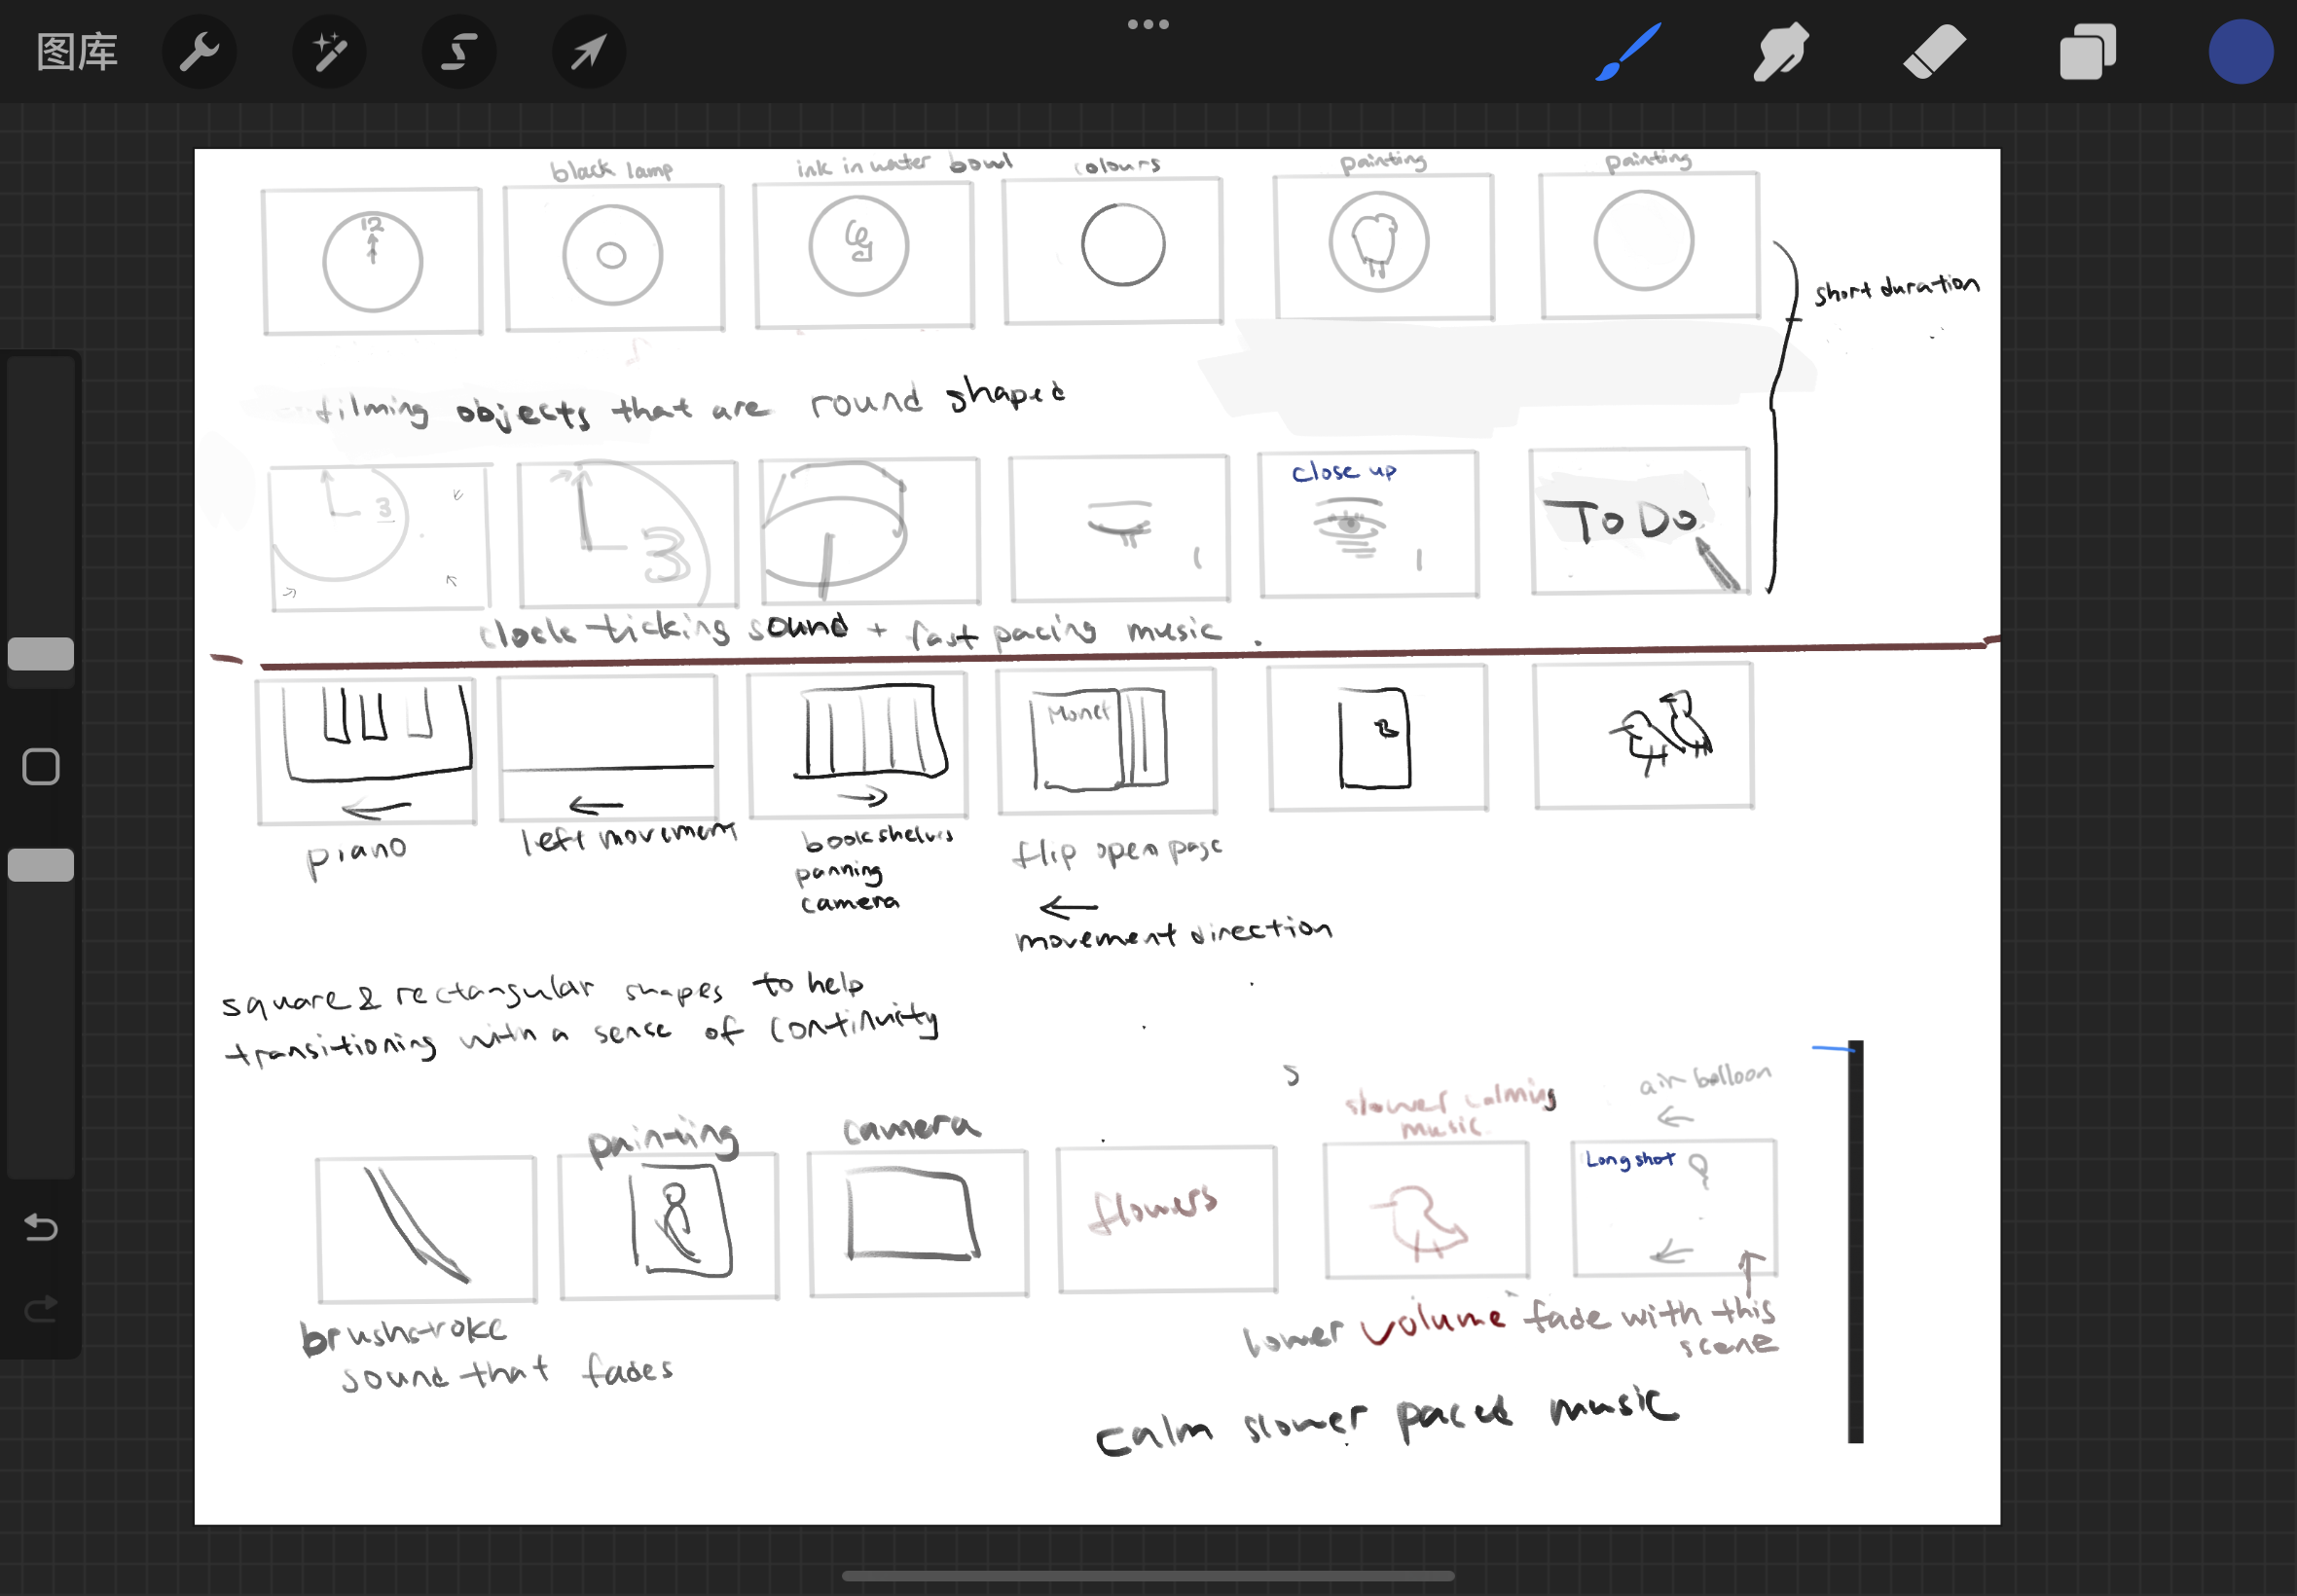 图库
black lamp
ink in water bowl
colours
painting
painting
12
short duration
filming objects that are round shaped
3
3
close up
To Do
clock ticking sound + fast pacing music.
Monet
piano
left movement
bookshelves
panning
camera
flip open page
movement direction
square & rectangular shapes to help
transitioning with a sense of continuity
slower calming
music
air balloon
painting
camera
flowers
Long shot
brushstroke
sound that fades
lower volume fade with this
scene
calm slower paced music